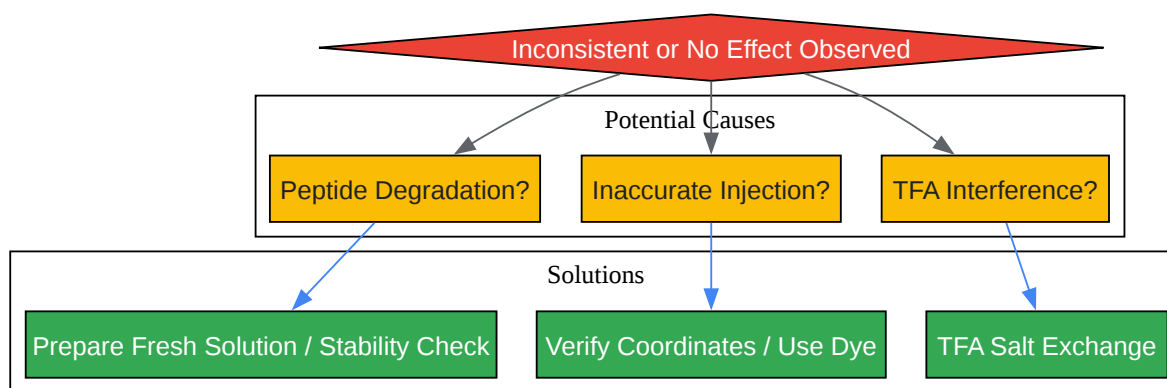 Inconsistent or No Effect Observed
Potential Causes
Peptide Degradation?
Inaccurate Injection?
TFA Interference?
Solutions
Prepare Fresh Solution / Stability Check
Verify Coordinates / Use Dye
TFA Salt Exchange